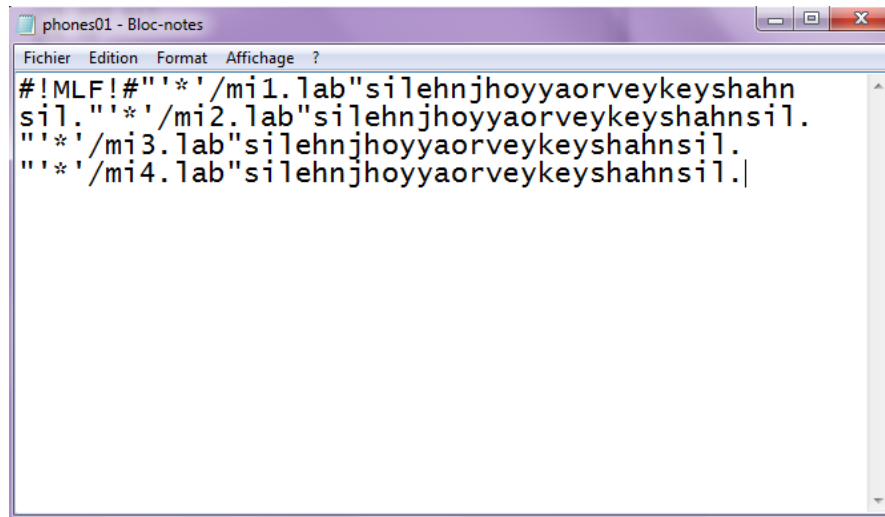 phones01 - Bloc-notes
Fichier Edition Format Affichage ?
#!MLF!#"'*'/mi1.lab"silehnjhoyyaorveykeyshahn
sil."'*'/mi2.lab"silehnjhoyyaorveykeyshahnsil.
"'*'/mi3.lab"silehnjhoyyaorveykeyshahnsil.
"'*'/mi4.lab"silehnjhoyyaorveykeyshahnsil.